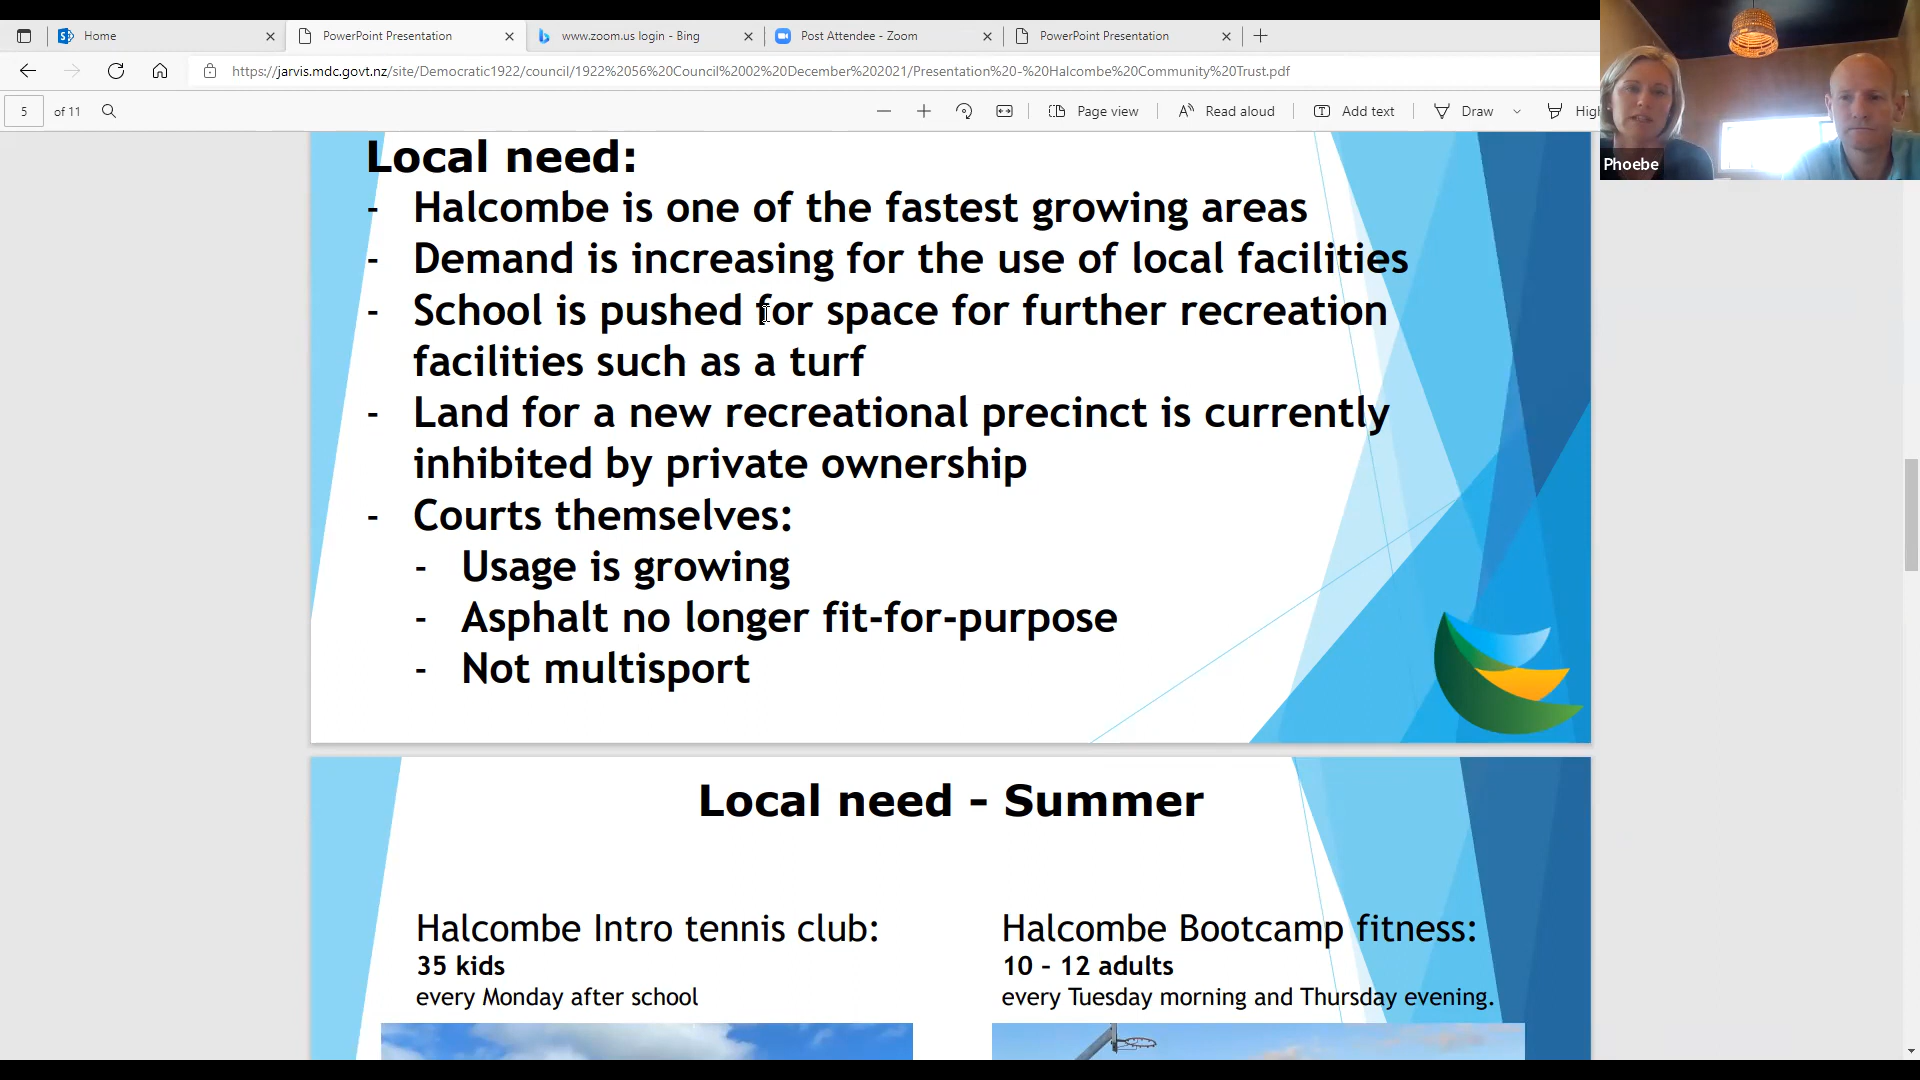 Home
PowerPoint Presentation
www.zoom.us login - Bing
Post Attendee - Zoom
PowerPoint Presentation
https://jarvis.mdc.govt.nz/site/Democratic1922/council/1922%2056%20Council%2002%20December%202021/Presentation%20-%20Halcombe%20Community%20Trust.pdf
5 of 11
Page view
Read aloud
Add text
Draw
High
Phoebe
Local need:
- Halcombe is one of the fastest growing areas
- Demand is increasing for the use of local facilities
- School is pushed for space for further recreation
facilities such as a turf
- Land for a new recreational precinct is currently
inhibited by private ownership
- Courts themselves:
- Usage is growing
- Asphalt no longer fit-for-purpose
- Not multisport
Local need - Summer
Halcombe Intro tennis club:
35 kids
every Monday after school
Halcombe Bootcamp fitness:
10 – 12 adults
every Tuesday morning and Thursday evening.